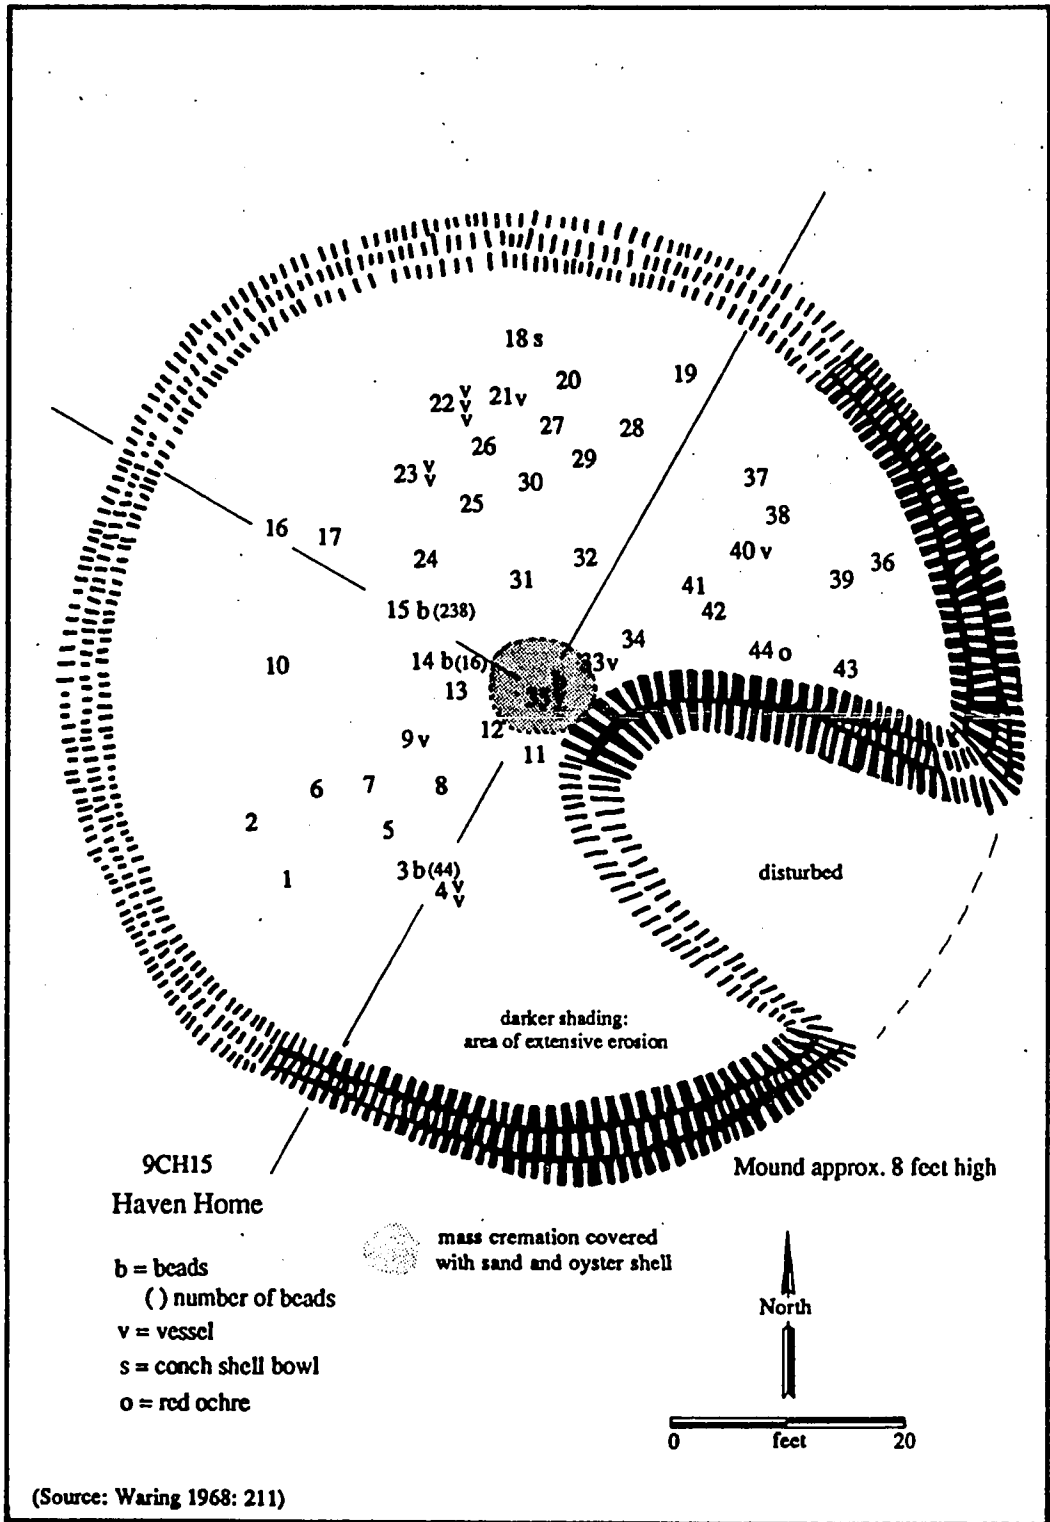 18 s
19
20
22 v
v
v
21 v
27
28
26
29
23 v
v
30
25
37
38
16
17
24
32
31
40 v
36
39
41
42
15 b (238)
34
10
14 b (16)
33 v
44 o
43
13
12
9 v
11
6
7
8
2
5
1
3 b (44)
4 v
v
disturbed
darker shading:
area of extensive erosion
9CH15
Haven Home
Mound approx. 8 feet high
mass cremation covered
with sand and oyster shell
b = beads
( ) number of beads
v = vessel
s = conch shell bowl
o = red ochre
North
0 feet 20
(Source: Waring 1968: 211)